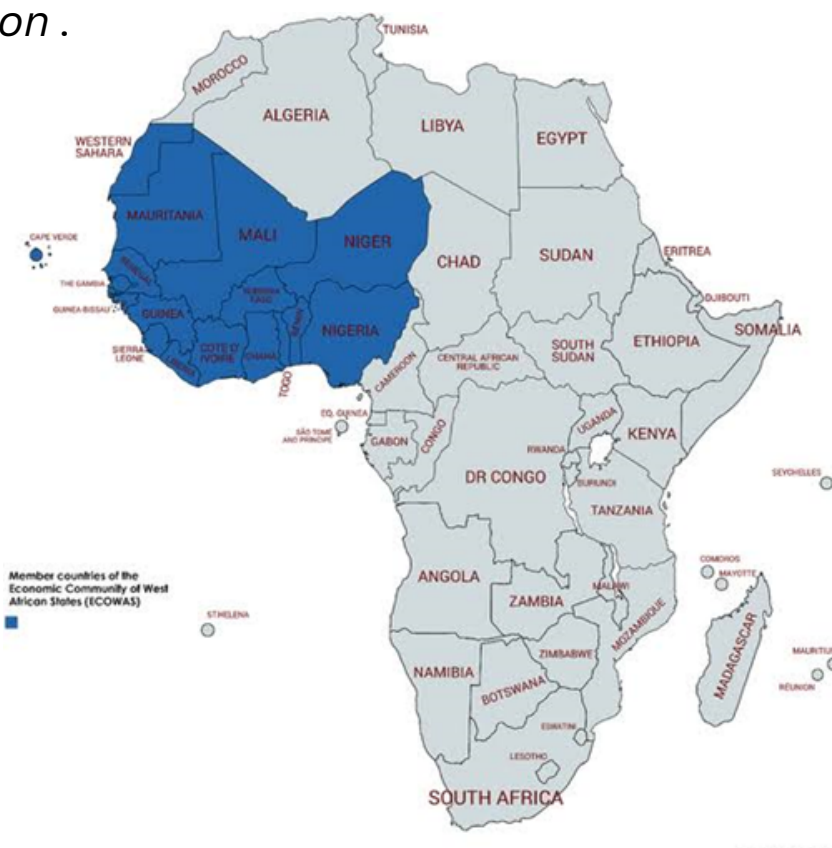 on .
TUNISIA
MOROCCO
ALGERIA
LIBYA
EGYPT
WESTERN
SAHARA
MAURITANIA
MALI
NIGER
CHAD
SUDAN
ERITREA
CAPE VERDE
SENEGAL
THE GAMBIA
GUINEA-BISSAU
GUINEA
BURKINA
FASO
BENIN
NIGERIA
DJIBOUTI
SOMALIA
SIERRA
LEONE
LIBERIA
COTE D'
IVOIRE
GHANA
TOGO
CAMEROON
CENTRAL AFRICAN
REPUBLIC
SOUTH
SUDAN
ETHIOPIA
EQ. GUINEA
SÃO TOMÉ
AND PRINCIPE
GABON
CONGO
UGANDA
KENYA
RWANDA
DR CONGO
BURUNDI
TANZANIA
SEYCHELLES
Member countries of the
Economic Community of West
African States (ECOWAS)
ST.HELENA
ANGOLA
ZAMBIA
MALAWI
COMOROS
MAYOTTE
MOZAMBIQUE
ZIMBABWE
NAMIBIA
BOTSWANA
MADAGASCAR
MAURITIU
REUNION
ESWATINI
LESOTHO
SOUTH AFRICA